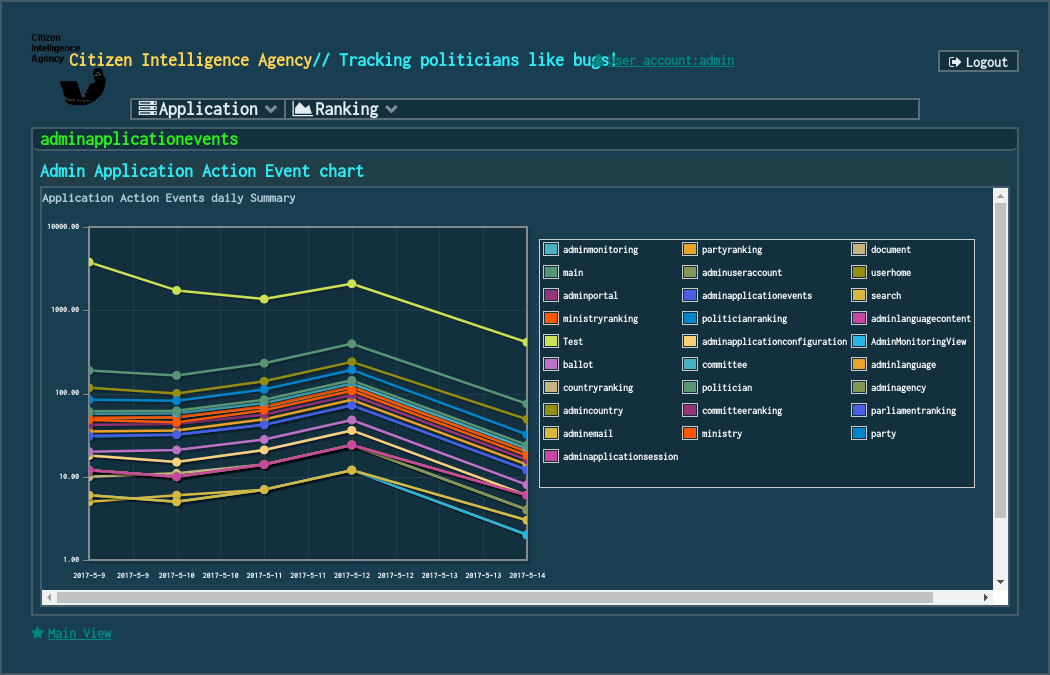 Citizen
Intelligence
Agency
Citizen Intelligence Agency// Tracking politicians like bugs!
User account:admin
Logout
Application
Ranking
adminapplicationevents
Admin Application Action Event chart
Application Action Events daily Summary
10000.00
1000.00
100.00
10.00
1.00
2017-5-9 2017-5-9 2017-5-10 2017-5-10 2017-5-11 2017-5-11 2017-5-12 2017-5-12 2017-5-13 2017-5-13 2017-5-14
adminmonitoring partyranking document
main adminuseraccount userhome
adminportal adminapplicationevents search
ministryranking politicianranking adminlanguagecontent
Test adminapplicationconfiguration AdminMonitoringView
ballot committee adminlanguage
countryranking politician adminagency
admincountry committeeranking parliamentranking
adminemail ministry party
adminapplicationsession
Main View